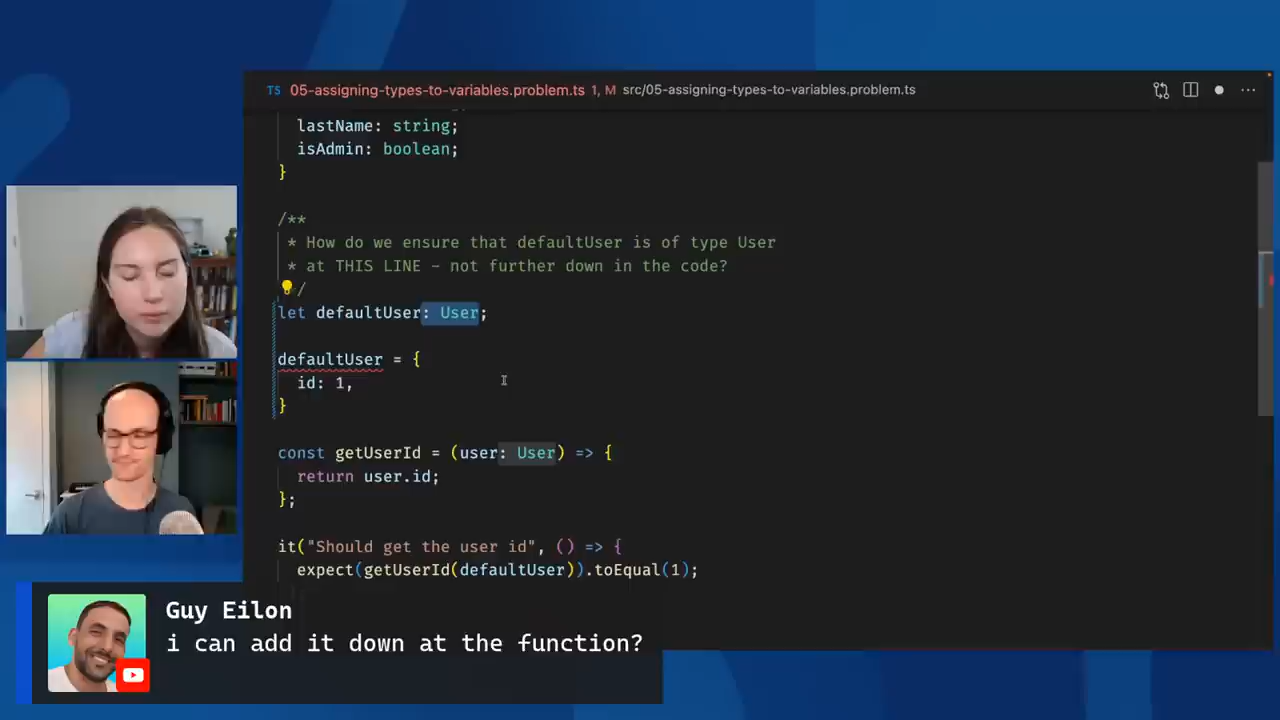 TS 05-assigning-types-to-variables.problem.ts 1, M src/05-assigning-types-to-variables.problem.ts
lastName: string;
isAdmin: boolean;
}
/**
* How do we ensure that defaultUser is of type User
* at THIS LINE - not further down in the code?
/
let defaultUser: User;
defaultUser = {
id: 1,
}
const getUserId = (user: User) => {
return user.id;
};
it("Should get the user id", () => {
expect(getUserId(defaultUser)).toEqual(1);
Guy Eilon
i can add it down at the function?